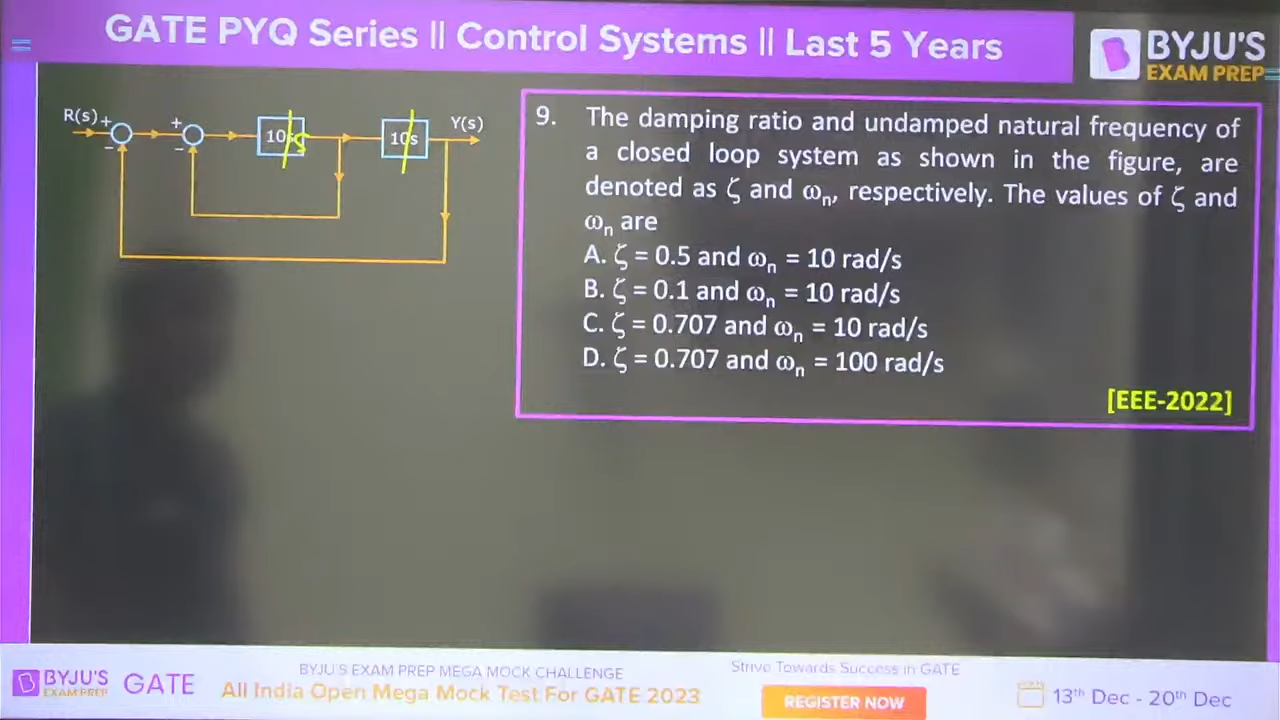 GATE PYQ Series || Control Systems || Last 5 Years
BYJU'S
EXAM PREP
R(s)
+
−
+
−
10s
10s
Y(s)
9. The damping ratio and undamped natural frequency of
a closed loop system as shown in the figure, are
denoted as ζ and ωn, respectively. The values of ζ and
ωn are
A. ζ = 0.5 and ωn = 10 rad/s
B. ζ = 0.1 and ωn = 10 rad/s
C. ζ = 0.707 and ωn = 10 rad/s
D. ζ = 0.707 and ωn = 100 rad/s
[EEE-2022]
BYJU'S
EXAM PREP
GATE
BYJU'S EXAM PREP MEGA MOCK CHALLENGE
All India Open Mega Mock Test For GATE 2023
Strive Towards Success in GATE
REGISTER NOW
13th Dec - 20th Dec